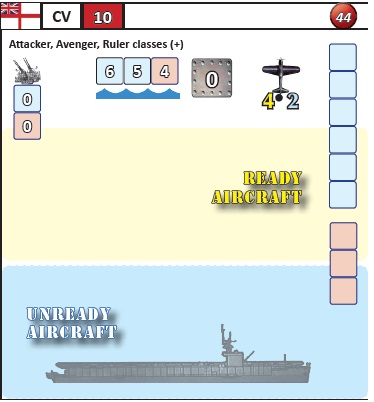 CV 10 44
Attacker, Avenger, Ruler classes (+)
6 5 4 0
0 4 2
0
READY
AIRCRAFT
UNREADY
AIRCRAFT